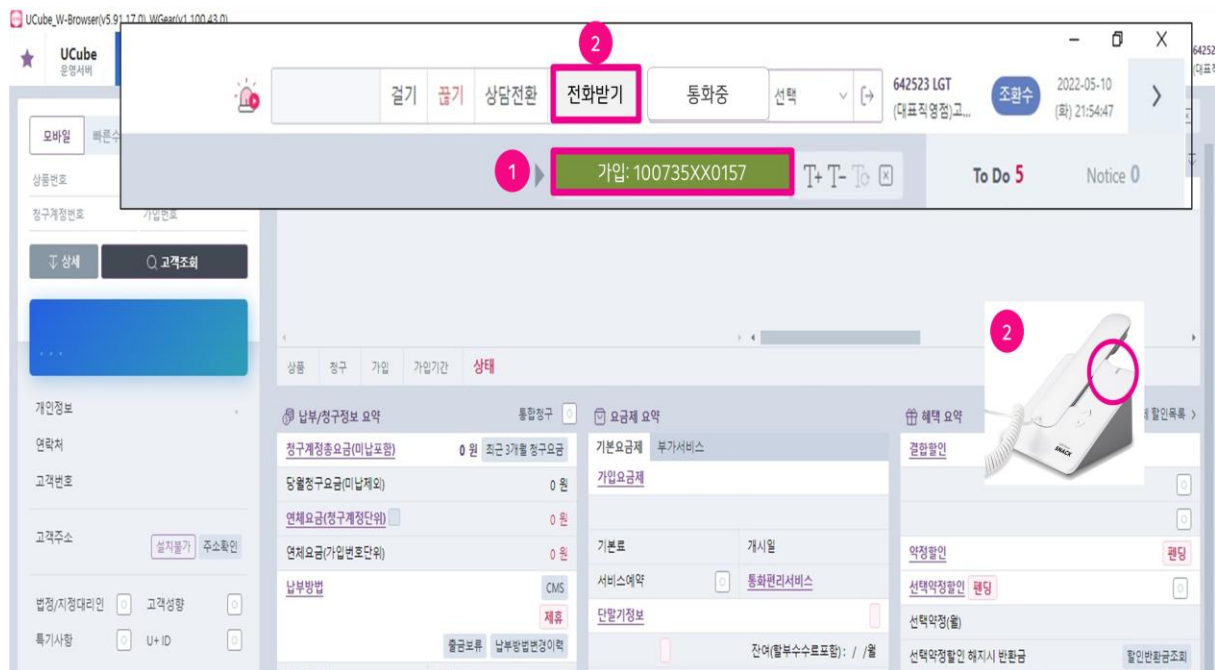 UCube_W-Browser(v5.91.17.0) WGear(v1.100.43.0)
UCube
운영서버
2
걸기 끊기 상담전환 전화받기 통화중 선택
642523 LGT
(대표직영점)고...
조환수
2022-05-10
(화) 21:54:47
64252
(대표직
1
가입: 100735XX0157
T+ T-
To Do 5
Notice 0
모바일 빠른수
상품번호
청구계정번호 가입번호
상세 고객조회
2
상품 청구 가입 가입기간 상태
개인정보
연락처
고객번호
고객주소 설치불가 주소확인
법정/지정대리인 고객성향
특기사항 U+ ID
납부/청구정보 요약 통합청구
청구계정총요금(미납포함) 0 원 최근 3개월 청구요금
당월청구요금(미납제외) 0 원
연체요금(청구계정단위) 0 원
연체요금(가입번호단위) 0 원
납부방법 CMS
제휴
출금보류 납부방법변경이력
요금제 요약
기본요금제 부가서비스
가입요금제
기본료 개시일
서비스예약 통화편리서비스
단말기정보
잔여(할부수수료포함) : / /월
혜택 요약 할인목록 >
SNACK
결합할인
약정할인 펜딩
선택약정할인 펜딩
선택약정(월)
선택약정할인 해지시 반환금 할인반환금조회